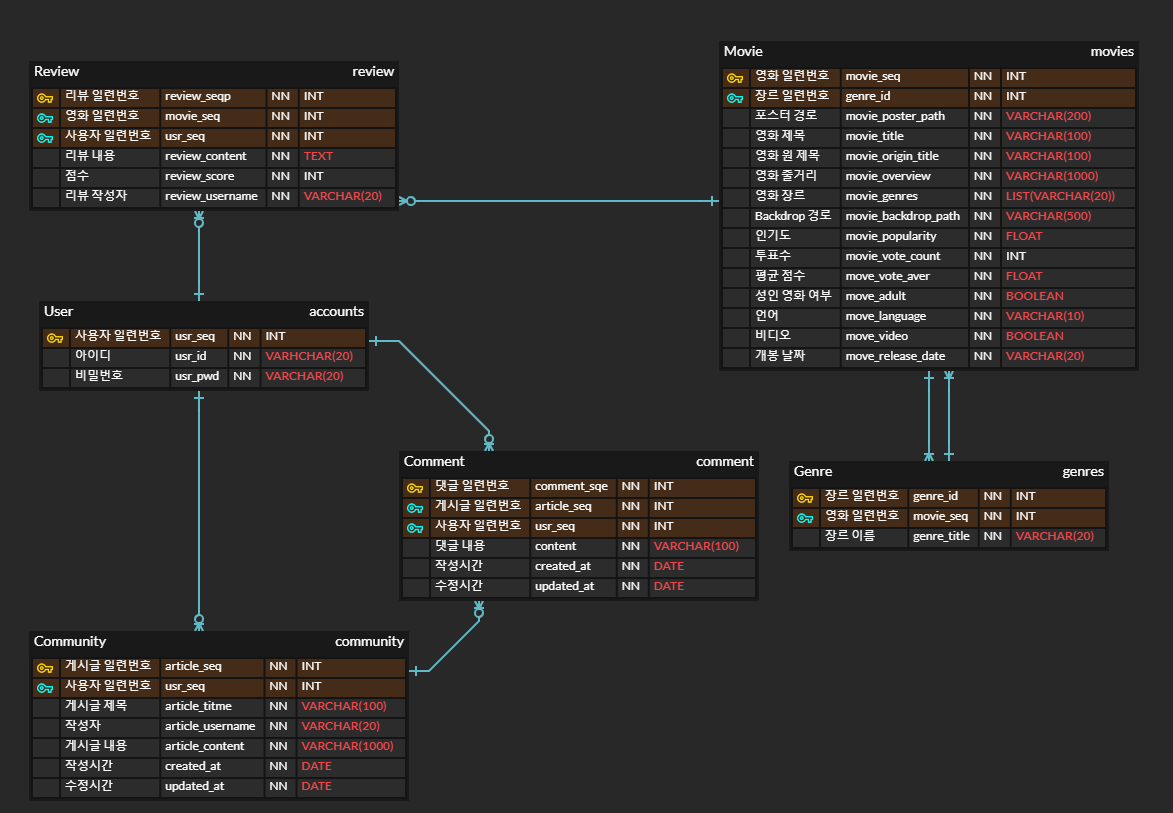 Review review
리뷰 일련번호 review_seqp NN INT
영화 일련번호 movie_seq NN INT
사용자 일련번호 usr_seq NN INT
리뷰 내용 review_content NN TEXT
점수 review_score NN INT
리뷰 작성자 review_username NN VARCHAR(20)
Movie movies
영화 일련번호 movie_seq NN INT
장르 일련번호 genre_id NN INT
포스터 경로 movie_poster_path NN VARCHAR(200)
영화 제목 movie_title NN VARCHAR(100)
영화 원 제목 movie_origin_title NN VARCHAR(100)
영화 줄거리 movie_overview NN VARCHAR(1000)
영화 장르 movie_genres NN LIST(VARCHAR(20))
Backdrop 경로 movie_backdrop_path NN VARCHAR(500)
인기도 movie_popularity NN FLOAT
투표수 movie_vote_count NN INT
평균 점수 move_vote_aver NN FLOAT
성인 영화 여부 move_adult NN BOOLEAN
언어 move_language NN VARCHAR(10)
비디오 move_video NN BOOLEAN
개봉 날짜 move_release_date NN VARCHAR(20)
User accounts
사용자 일련번호 usr_seq NN INT
아이디 usr_id NN VARHCHAR(20)
비밀번호 usr_pwd NN VARCHAR(20)
Comment comment
댓글 일련번호 comment_sqe NN INT
게시글 일련번호 article_seq NN INT
사용자 일련번호 usr_seq NN INT
댓글 내용 content NN VARCHAR(100)
작성시간 created_at NN DATE
수정시간 updated_at NN DATE
Genre genres
장르 일련번호 genre_id NN INT
영화 일련번호 movie_seq NN INT
장르 이름 genre_title NN VARCHAR(20)
Community community
게시글 일련번호 article_seq NN INT
사용자 일련번호 usr_seq NN INT
게시글 제목 article_titme NN VARCHAR(100)
작성자 article_username NN VARCHAR(20)
게시글 내용 article_content NN VARCHAR(1000)
작성시간 created_at NN DATE
수정시간 updated_at NN DATE